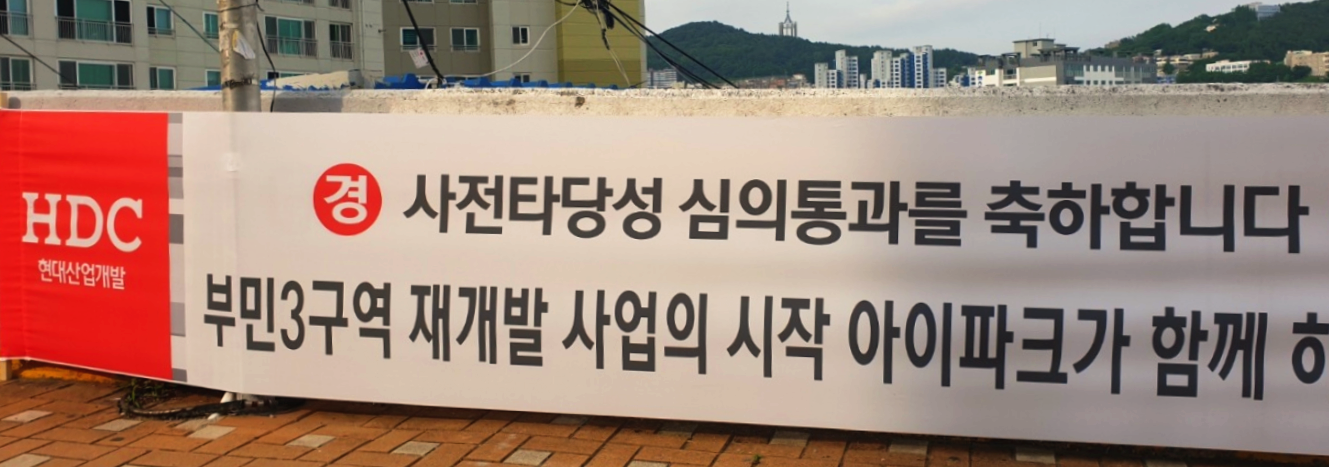 HDC
현대산업개발
경 사전타당성 심의통과를 축하합니다
부민3구역 재개발 사업의 시작 아이파크가 함께